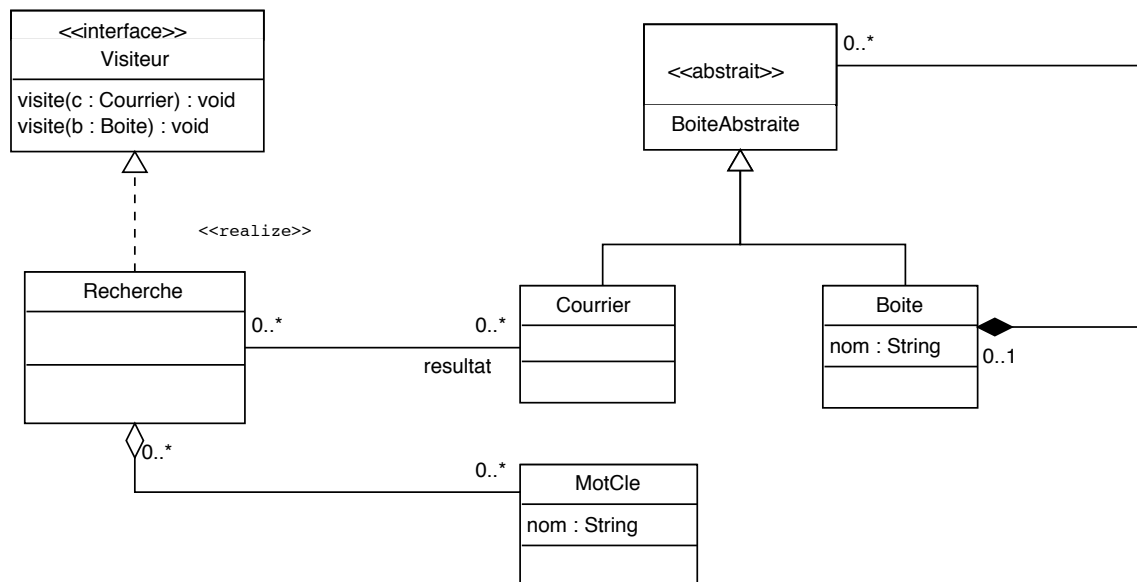 <<interface>>
Visiteur
visite(c : Courrier) : void
visite(b : Boite) : void
<<realize>>
<<abstrait>>
BoiteAbstraite
0..*
Recherche
0..*
0..*
resultat
Courrier
Boite
nom : String
0..1
0..*
0..*
MotCle
nom : String